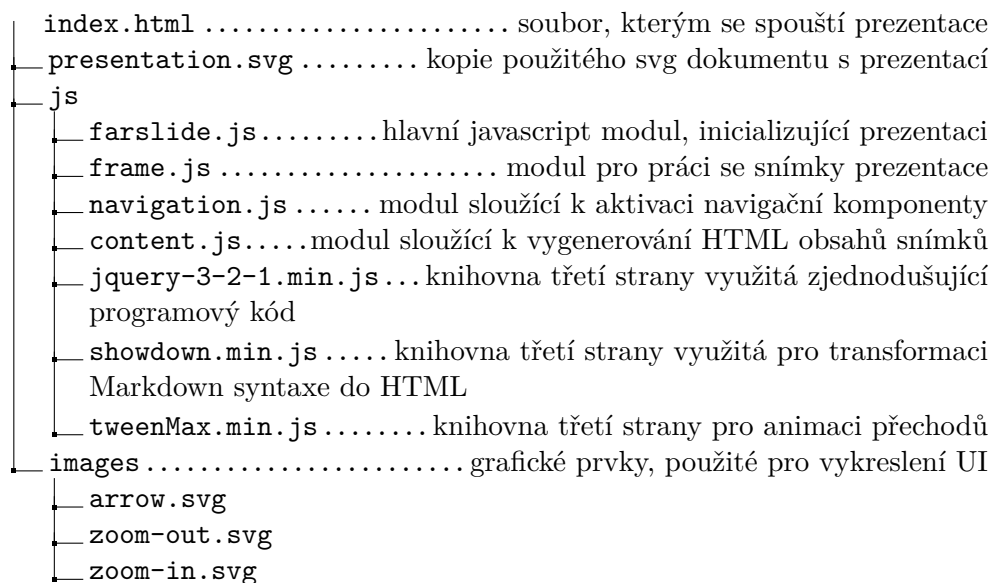 index.html ........................ soubor, kterým se spouští prezentace
presentation.svg ......... kopie použitého svg dokumentu s prezentací
js
farslide.js.........hlavní javascript modul, inicializující prezentaci
frame.js ..................... modul pro práci se snímky prezentace
navigation.js ...... modul sloužící k aktivaci navigační komponenty
content.js.....modul sloužící k vygenerování HTML obsahů snímků
jquery-3-2-1.min.js...knihovna třetí strany využitá zjednodušující
programový kód
showdown.min.js.....knihovna třetí strany využitá pro transformaci
Markdown syntaxe do HTML
tweenMax.min.js........knihovna třetí strany pro animaci přechodů
images........................grafické prvky, použité pro vykreslení UI
arrow.svg
zoom-out.svg
zoom-in.svg